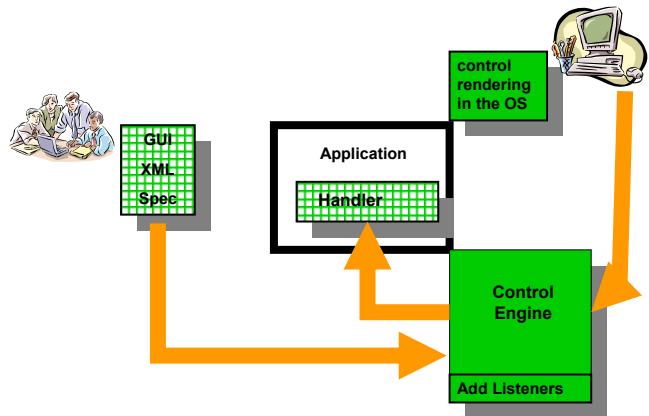 control
rendering
in the OS
GUI
XML
Spec
Application
Handler
Control
Engine
Add Listeners